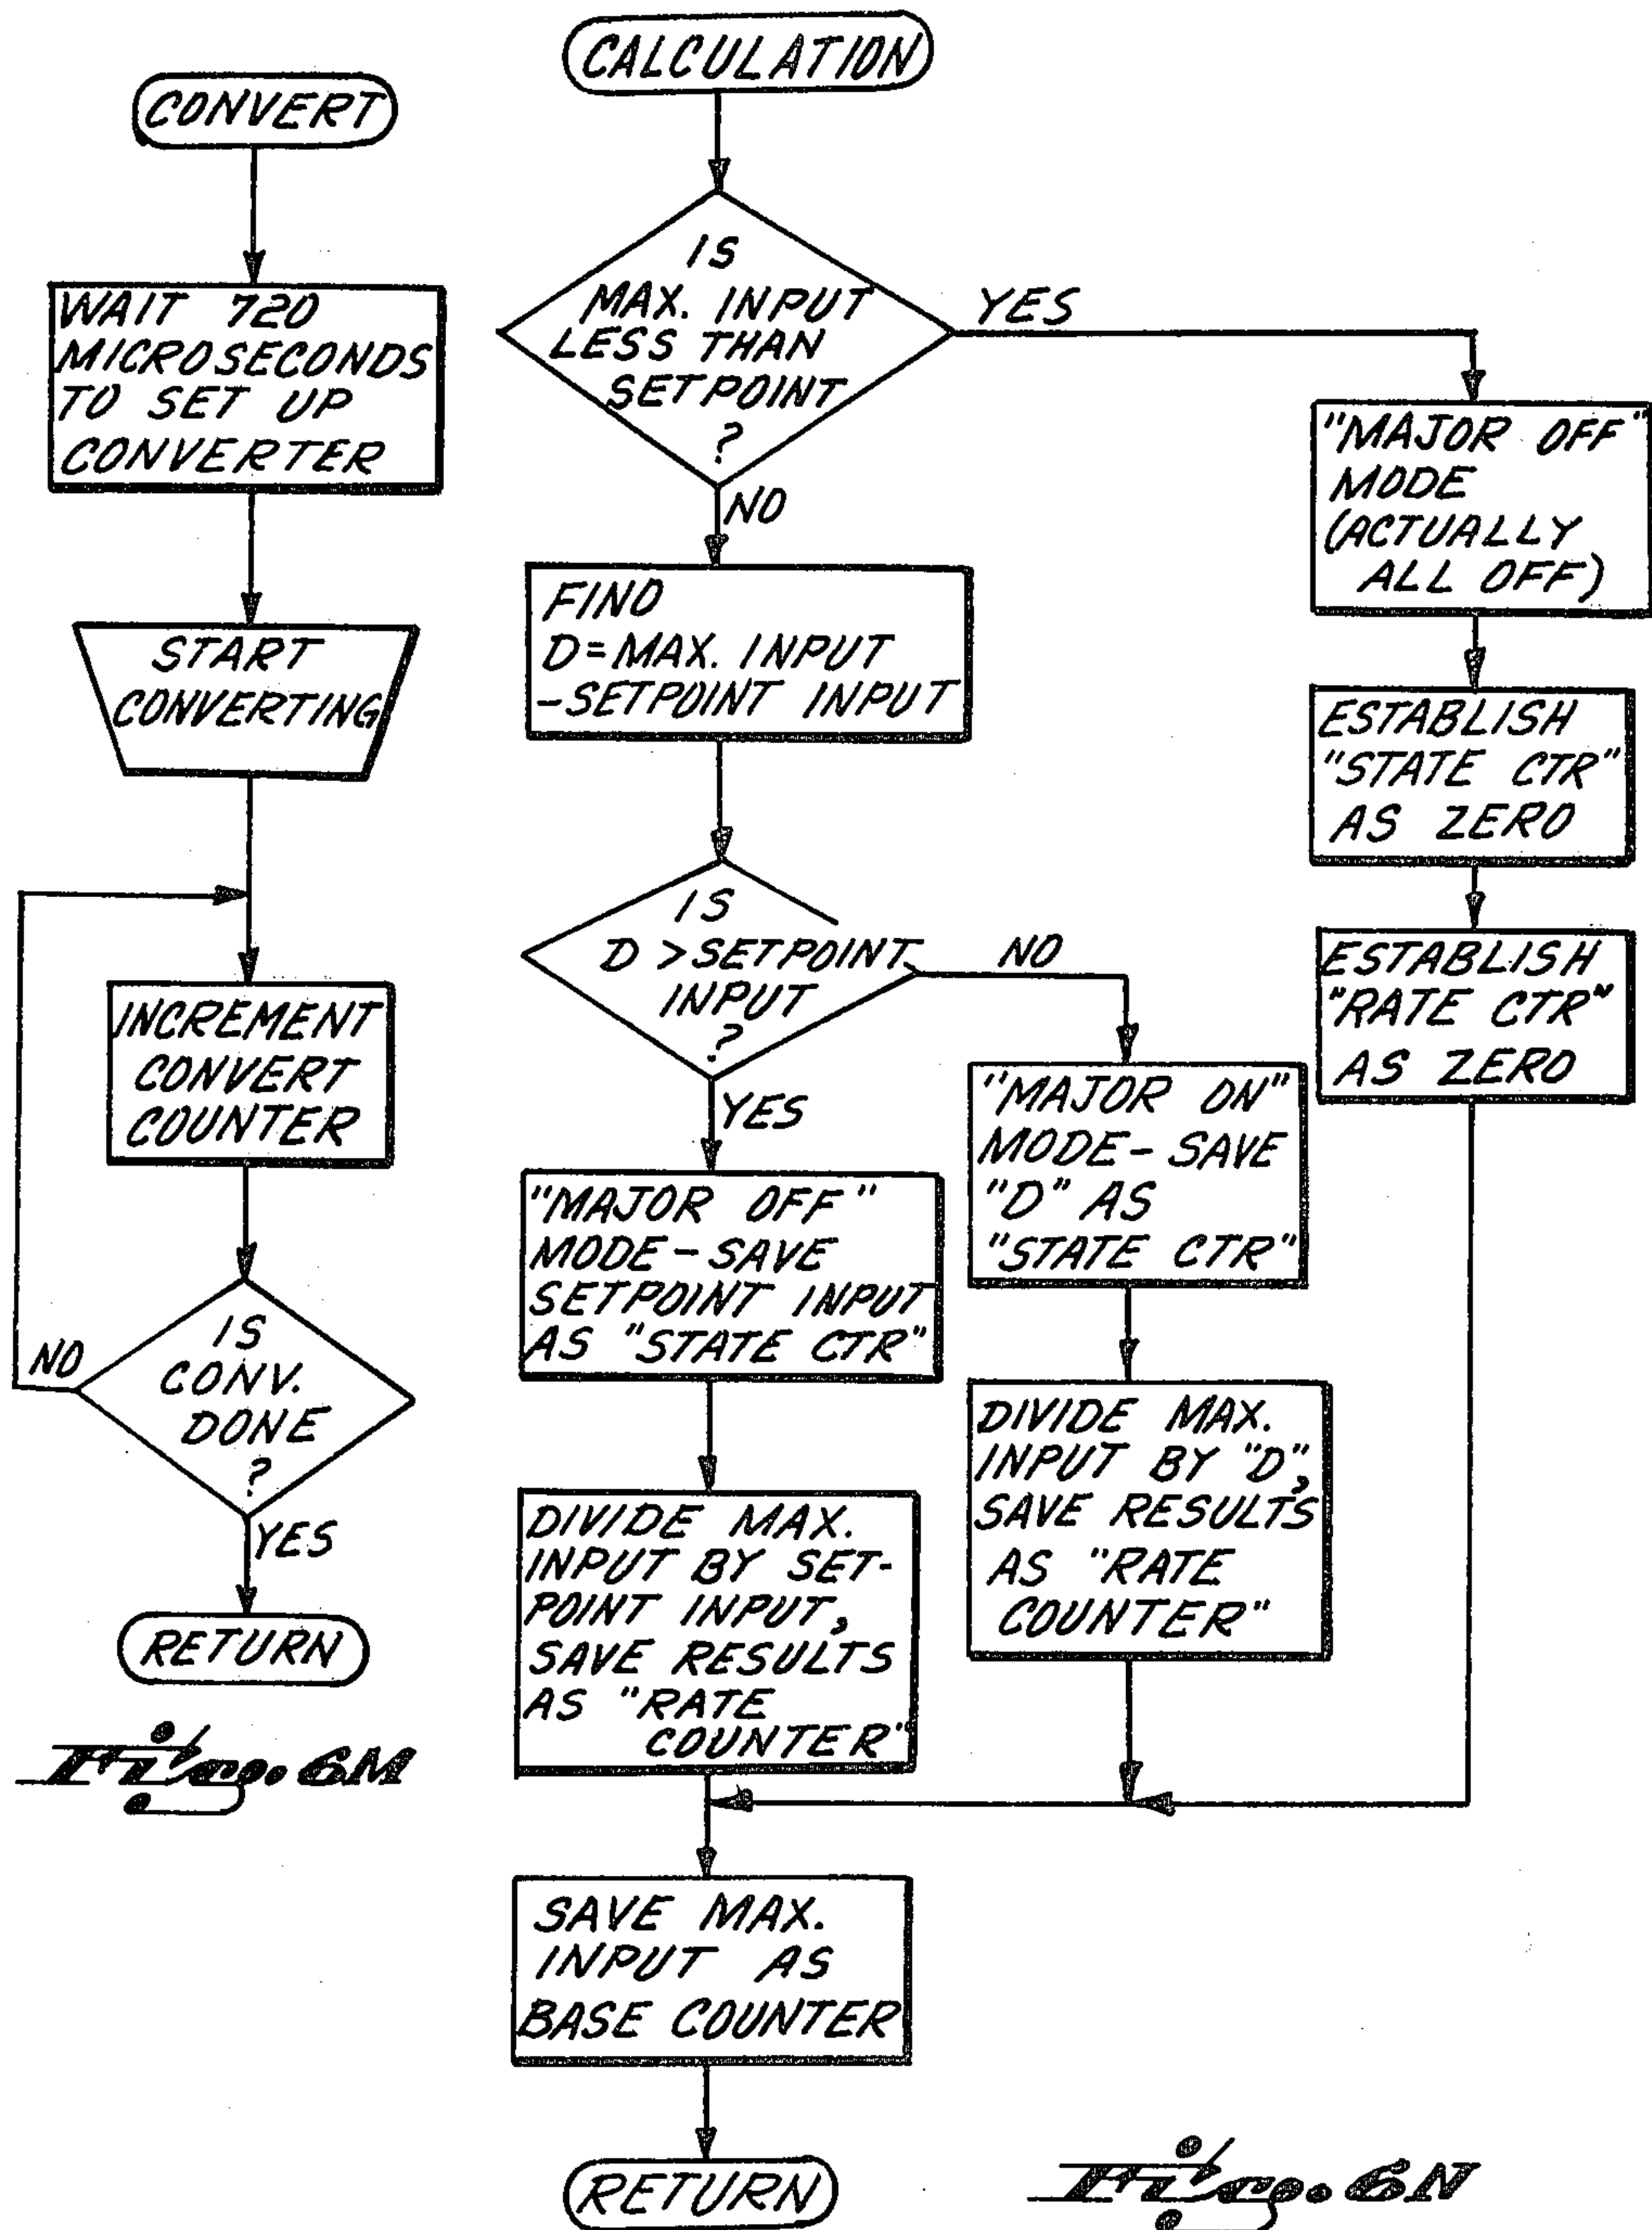 CONVERT
WAIT 720
MICROSECONDS
TO SET UP
CONVERTER
START
CONVERTING
INCREMENT
CONVERT
COUNTER
IS
CONV.
DONE
?
NO
YES
RETURN
Fig. 6M
CALCULATION
IS
MAX. INPUT
LESS THAN
SETPOINT
?
YES
NO
FIND
D=MAX. INPUT
-SETPOINT INPUT
IS
D > SETPOINT
INPUT
?
NO
YES
"MAJOR OFF"
MODE-SAVE
SETPOINT INPUT
AS "STATE CTR"
DIVIDE MAX.
INPUT BY SET-
POINT INPUT,
SAVE RESULTS
AS "RATE
COUNTER"
"MAJOR ON"
MODE-SAVE
"D" AS
"STATE CTR"
DIVIDE MAX.
INPUT BY "D",
SAVE RESULTS
AS "RATE
COUNTER"
"MAJOR OFF"
MODE
(ACTUALLY
ALL OFF)
ESTABLISH
"STATE CTR"
AS ZERO
ESTABLISH
"RATE CTR"
AS ZERO
SAVE MAX.
INPUT AS
BASE COUNTER
RETURN
Fig. 6N